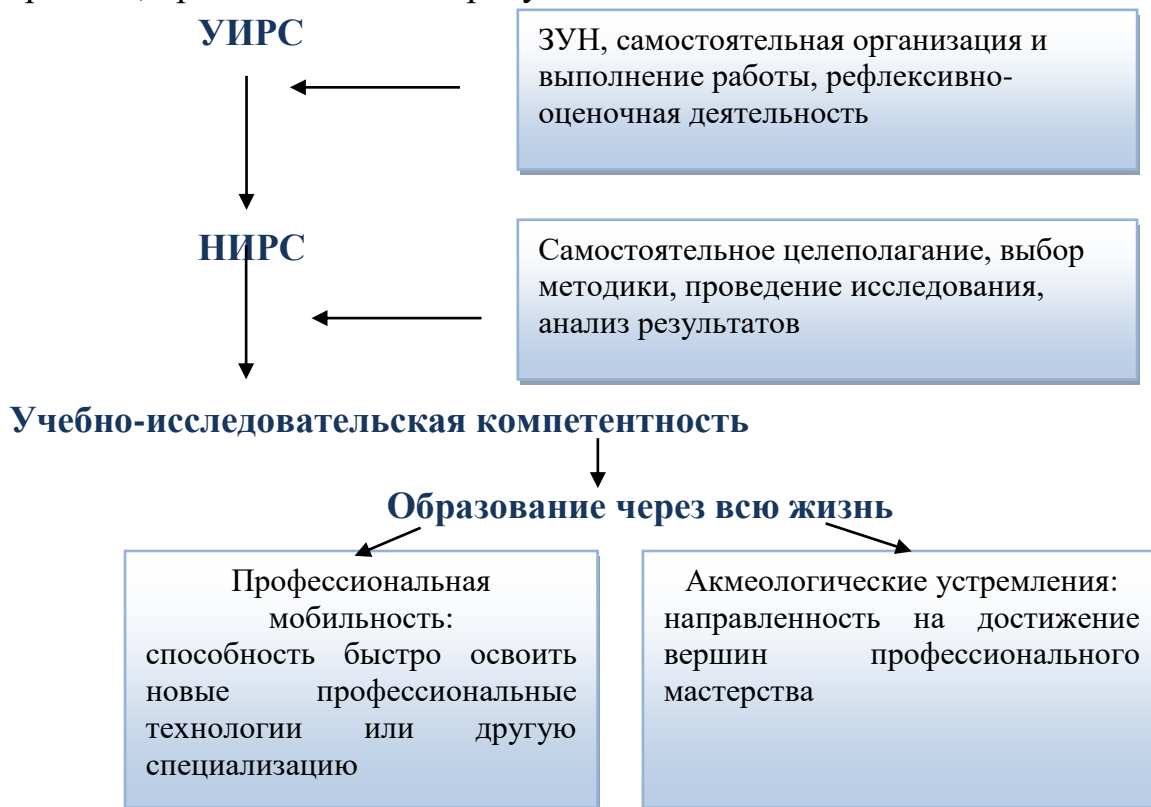 УИРС
ЗУН, самостоятельная организация и
выполнение работы, рефлексивно-
оценочная деятельность
НИРС
Самостоятельное целеполагание, выбор
методики, проведение исследования,
анализ результатов
Учебно-исследовательская компетентность
Образование через всю жизнь
Профессиональная
мобильность:
способность быстро освоить
новые профессиональные
технологии или другую
специализацию
Акмеологические устремления:
направленность на достижение
вершин профессионального
мастерства